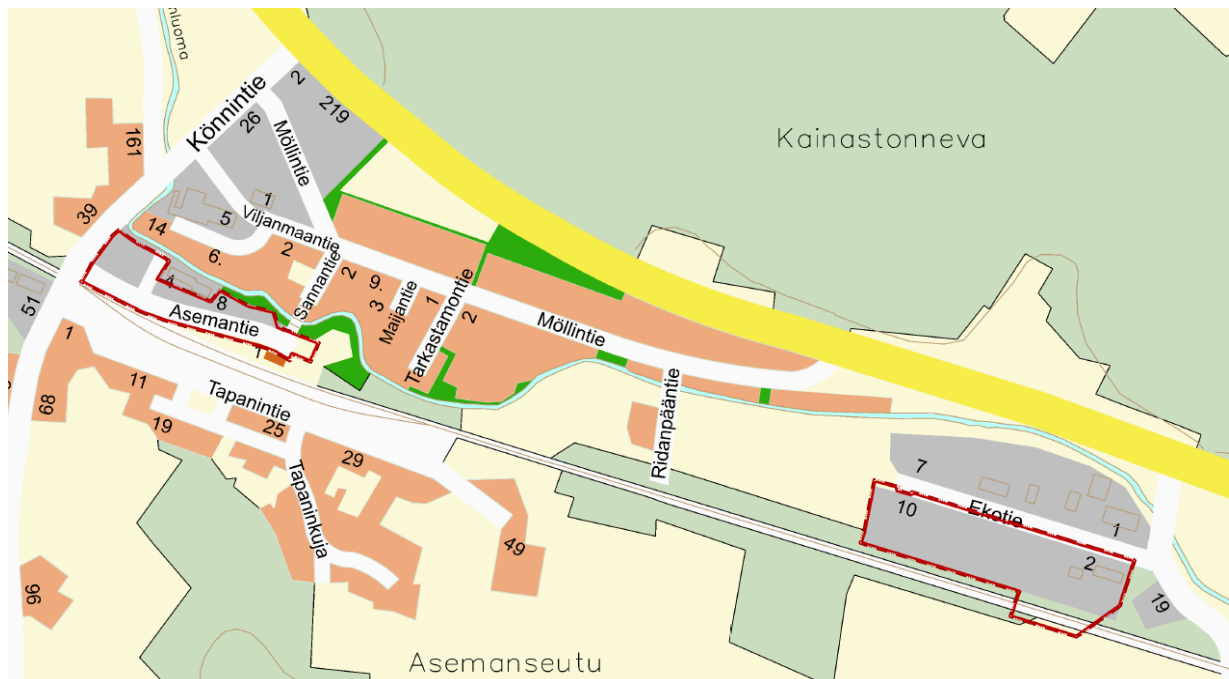 nluoma
Könnintie
2
219
26
Möllintie
161
39
1
5
Viljanmaantie
14
6.
2
Sannantie
2
9.
3
Maijantie
1
Tarkastamontie
2
Möllintie
Kainastonneva
51
4
8
Asemantie
1
1
11
Tapanintie
68
19
25
29
Tapaninkuja
49
96
Ridanpääntie
7
10
Ekotie
1
2
19
Asemanseutu